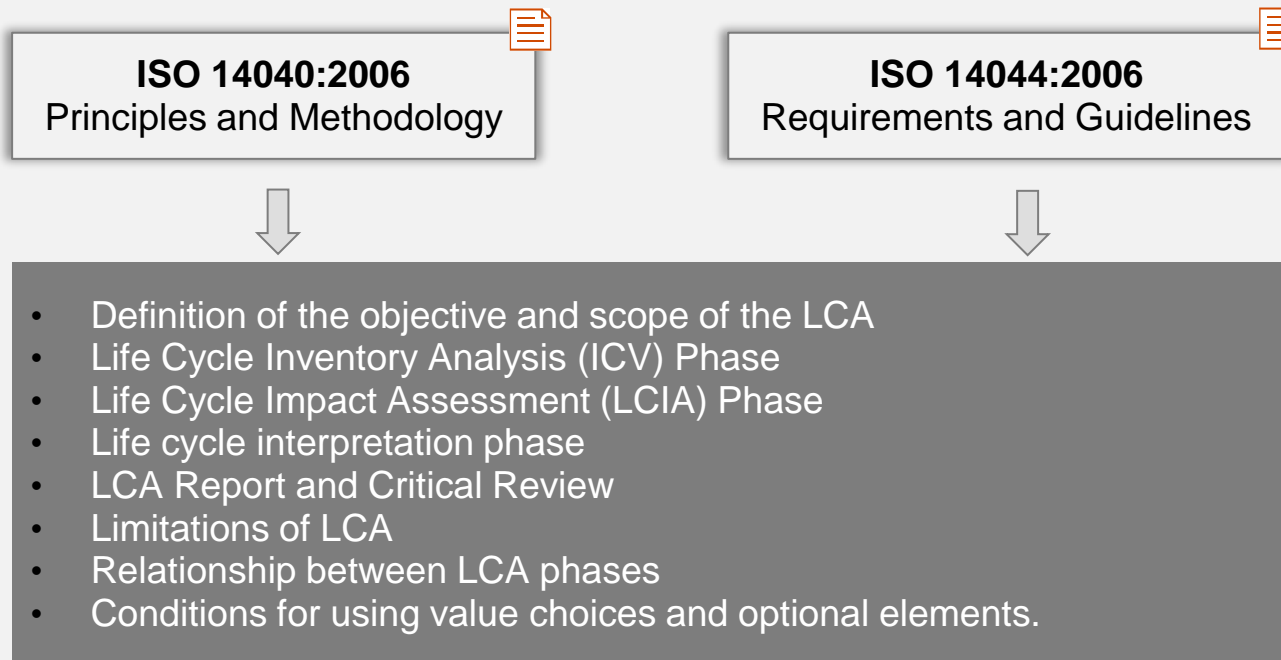 ISO 14040:2006
Principles and Methodology
ISO 14044:2006
Requirements and Guidelines
• Definition of the objective and scope of the LCA
• Life Cycle Inventory Analysis (ICV) Phase
• Life Cycle Impact Assessment (LCIA) Phase
• Life cycle interpretation phase
• LCA Report and Critical Review
• Limitations of LCA
• Relationship between LCA phases
• Conditions for using value choices and optional elements.